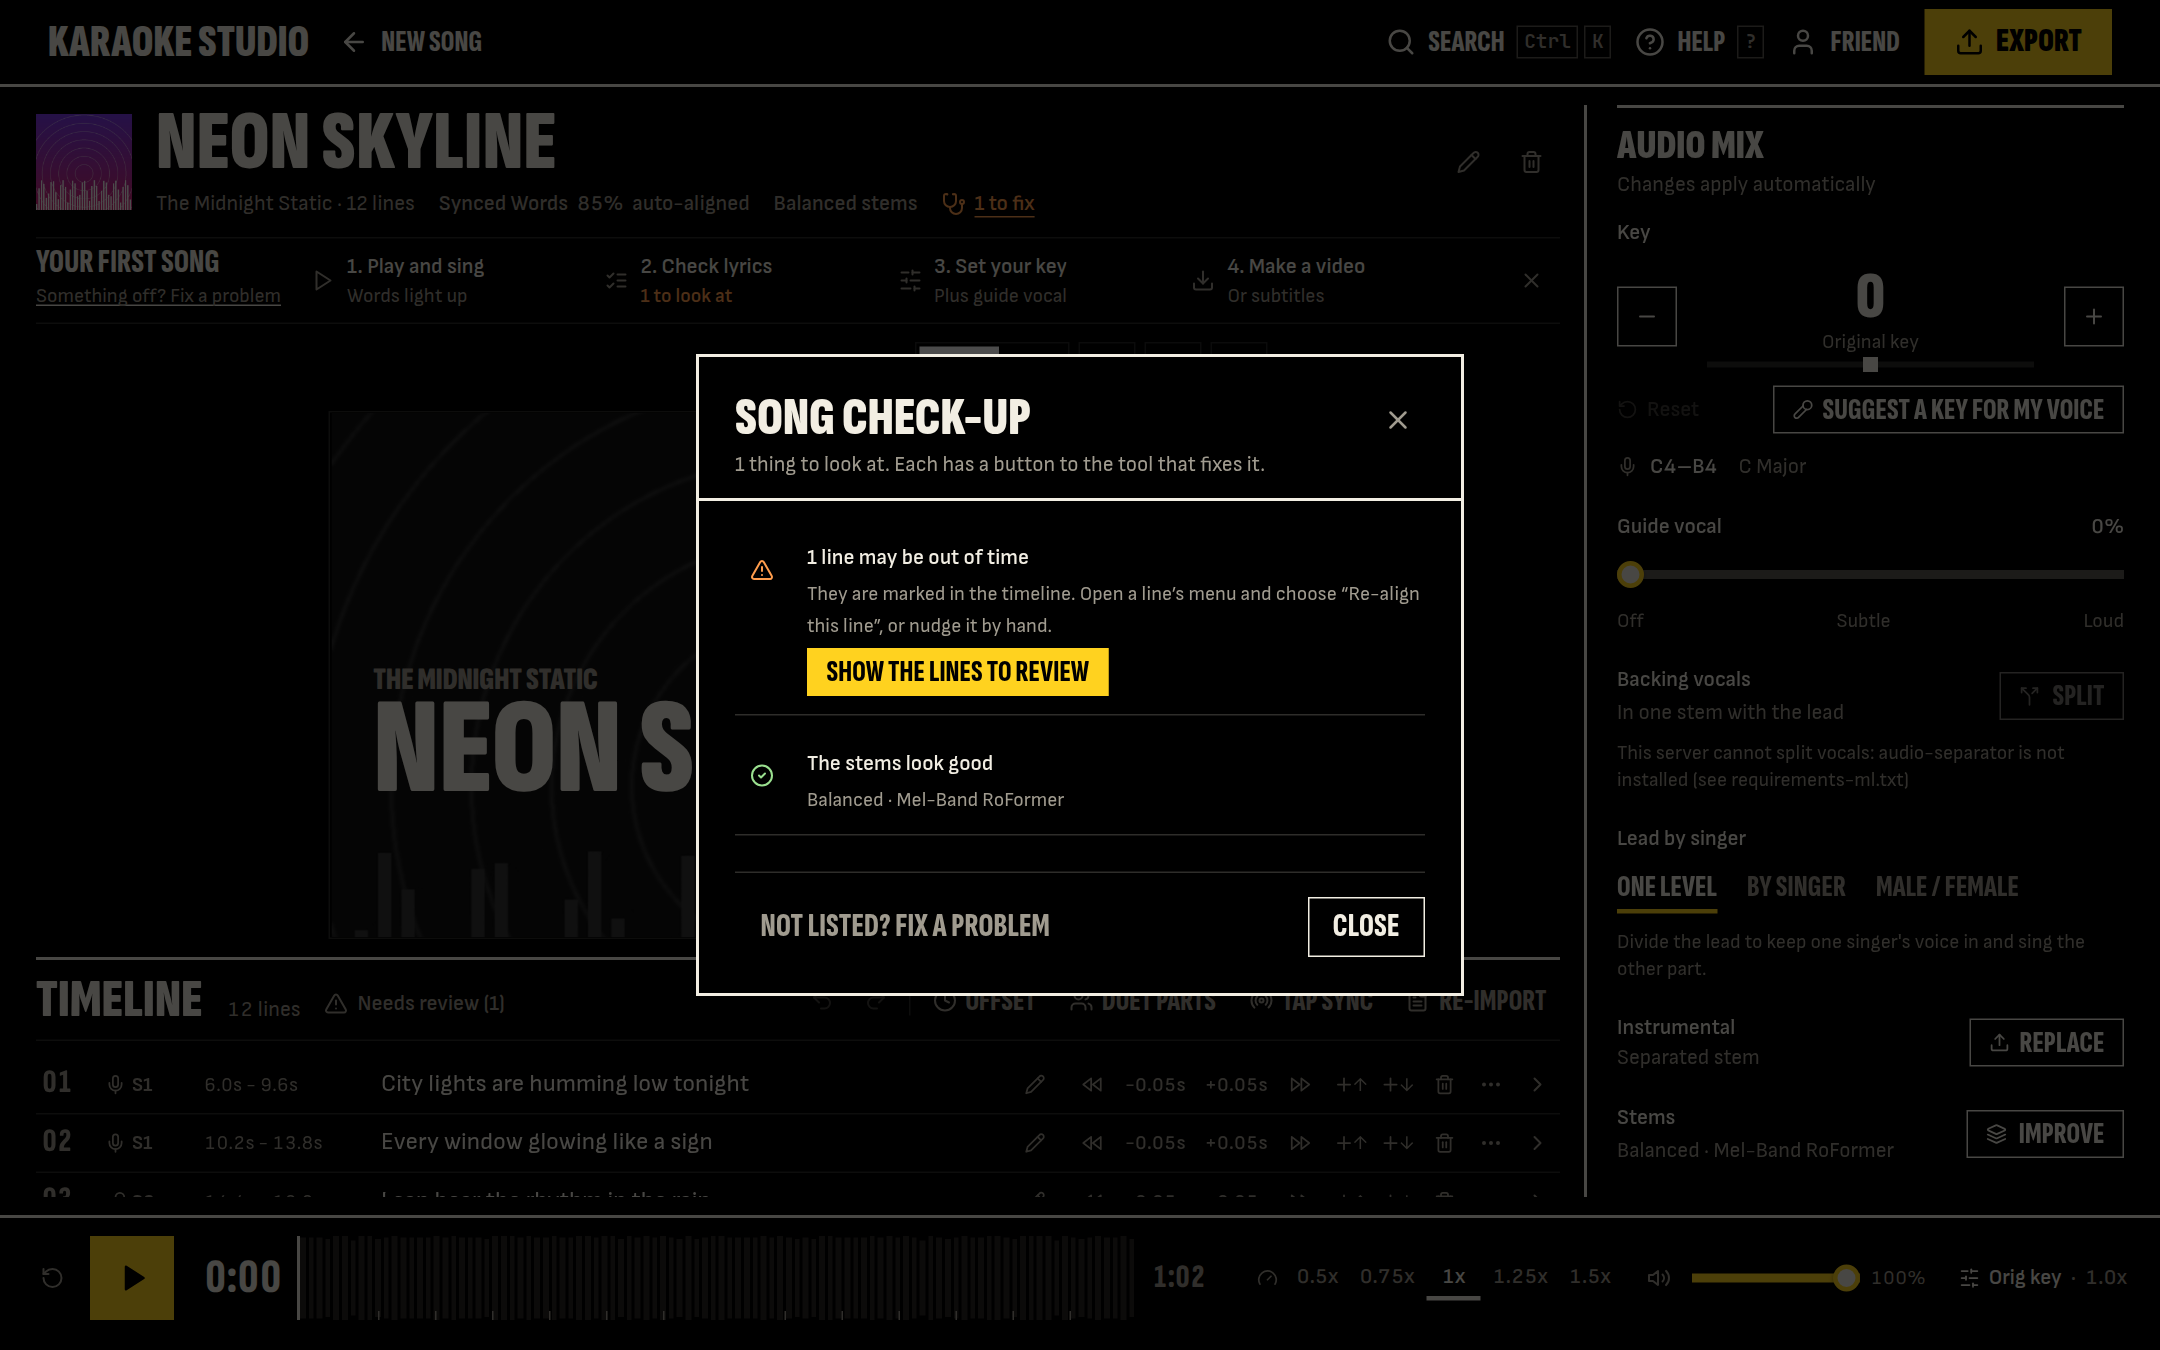 KARAOKE STUDIO
NEW SONG
SEARCH Ctrl K
HELP ?
FRIEND
EXPORT
NEON SKYLINE
The Midnight Static · 12 lines Synced Words 85% auto-aligned Balanced stems 1 to fix
YOUR FIRST SONG
Something off? Fix a problem
1. Play and sing
Words light up
2. Check lyrics
1 to look at
3. Set your key
Plus guide vocal
4. Make a video
Or subtitles
THE MIDNIGHT STATIC
NEON S
SONG CHECK-UP
1 thing to look at. Each has a button to the tool that fixes it.
1 line may be out of time
They are marked in the timeline. Open a line’s menu and choose “Re-align
this line”, or nudge it by hand.
SHOW THE LINES TO REVIEW
The stems look good
Balanced · Mel-Band RoFormer
NOT LISTED? FIX A PROBLEM
CLOSE
TIMELINE 12 lines Needs review (1)
OFFSET DUET PARTS TAP SYNC RE-IMPORT
01 S1 6.0s - 9.6s City lights are humming low tonight -0.05s +0.05s
02 S1 10.2s - 13.8s Every window glowing like a sign -0.05s +0.05s
AUDIO MIX
Changes apply automatically
Key
0
Original key
Reset
SUGGEST A KEY FOR MY VOICE
C4–B4 C Major
Guide vocal 0%
Off Subtle Loud
Backing vocals
In one stem with the lead
SPLIT
This server cannot split vocals: audio-separator is not
installed (see requirements-ml.txt)
Lead by singer
ONE LEVEL BY SINGER MALE / FEMALE
Divide the lead to keep one singer's voice in and sing the
other part.
Instrumental
Separated stem
REPLACE
Stems
Balanced · Mel-Band RoFormer
IMPROVE
0:00
1:02
0.5x 0.75x 1x 1.25x 1.5x
100%
Orig key · 1.0x